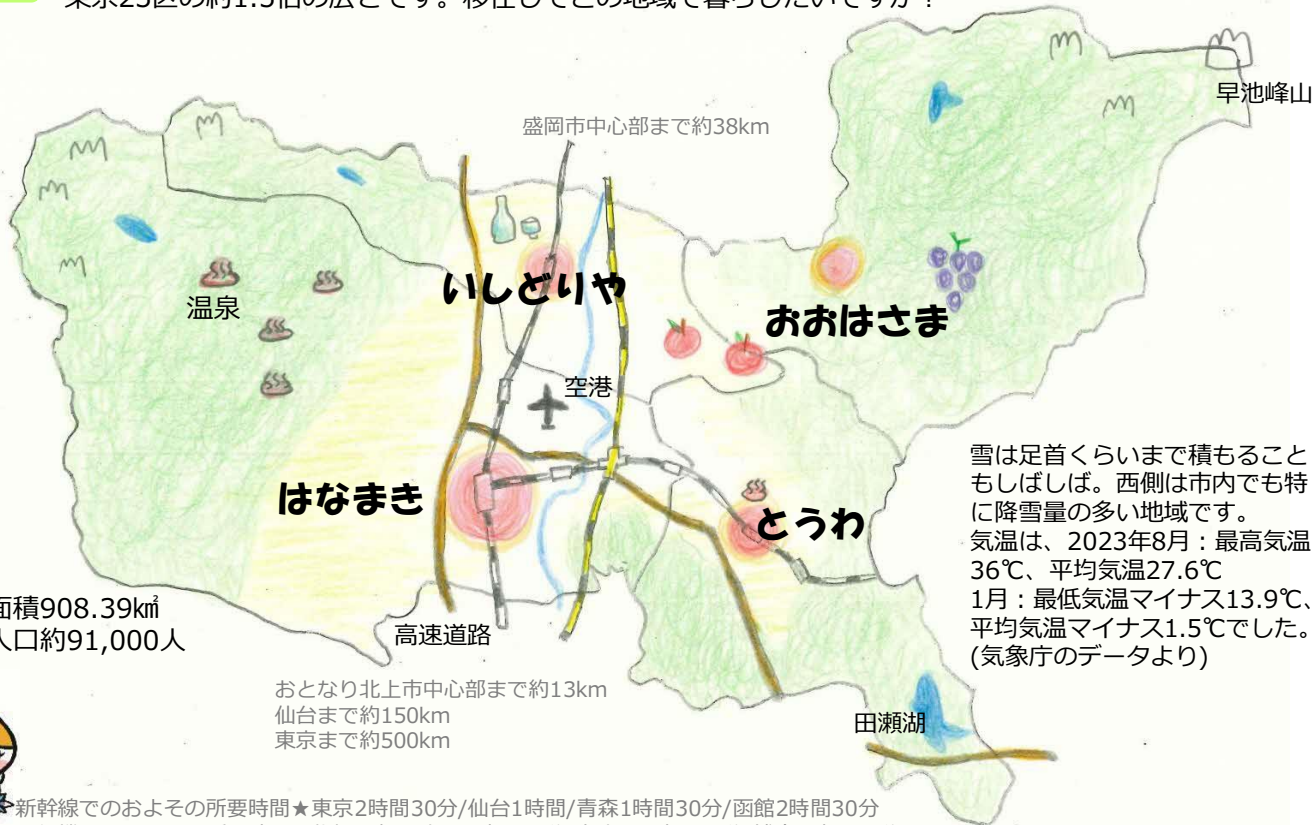 東京23区の約1.5倍の広さです。移住してどの地域で暮らしたいですか？
早池峰山
盛岡市中心部まで約38km
いしどりや
温泉
おおはさま
空港
はなまき
とうわ
雪は足首くらいまで積もること
もしばしば。西側は市内でも特
に降雪量の多い地域です。
気温は、2023年8月：最高気温
36℃、平均気温27.6℃
1月：最低気温マイナス13.9℃、
平均気温マイナス1.5℃でした。
(気象庁のデータより)
面積908.39㎢
人口約91,000人
高速道路
おとなり北上市中心部まで約13km
仙台まで約150km
東京まで約500km
田瀬湖
新幹線でのおよその所要時間★東京2時間30分/仙台1時間/青森1時間30分/函館2時間30分